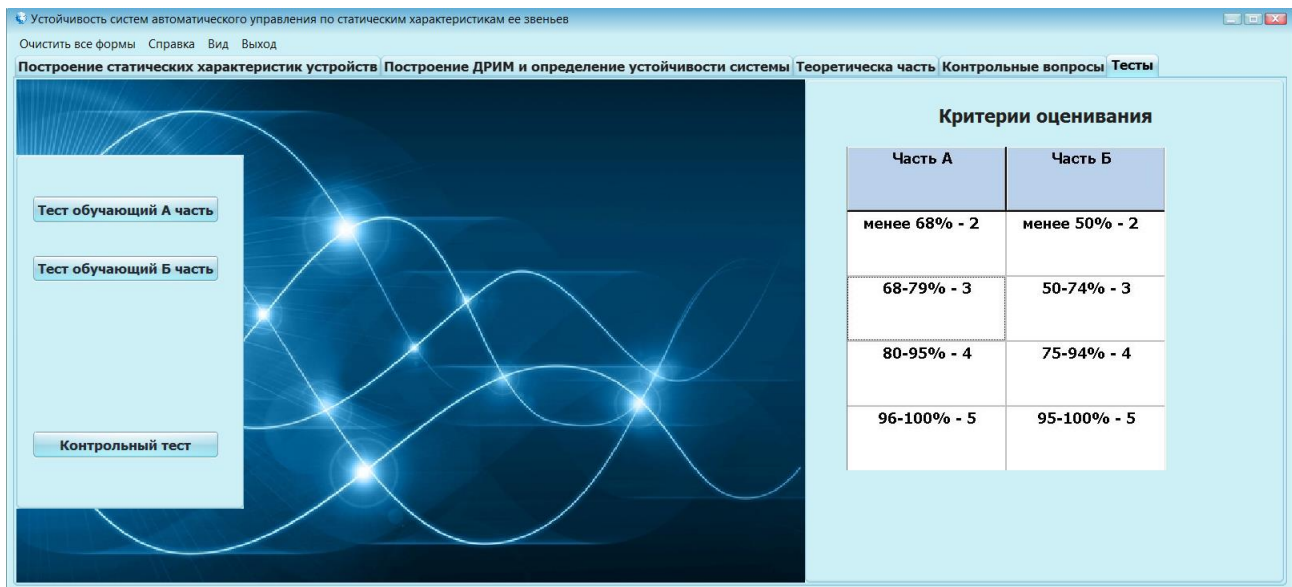 Устойчивость систем автоматического управления по статическим характеристикам ее звеньев
Очистить все формы Справка Вид Выход
Построение статических характеристик устройств Построение ДРИМ и определение устойчивости системы Теоретическа часть Контрольные вопросы Тесты
Тест обучающий А часть
Тест обучающий Б часть
Контрольный тест
Критерии оценивания
Часть А Часть Б
менее 68% - 2 менее 50% - 2
68-79% - 3 50-74% - 3
80-95% - 4 75-94% - 4
96-100% - 5 95-100% - 5